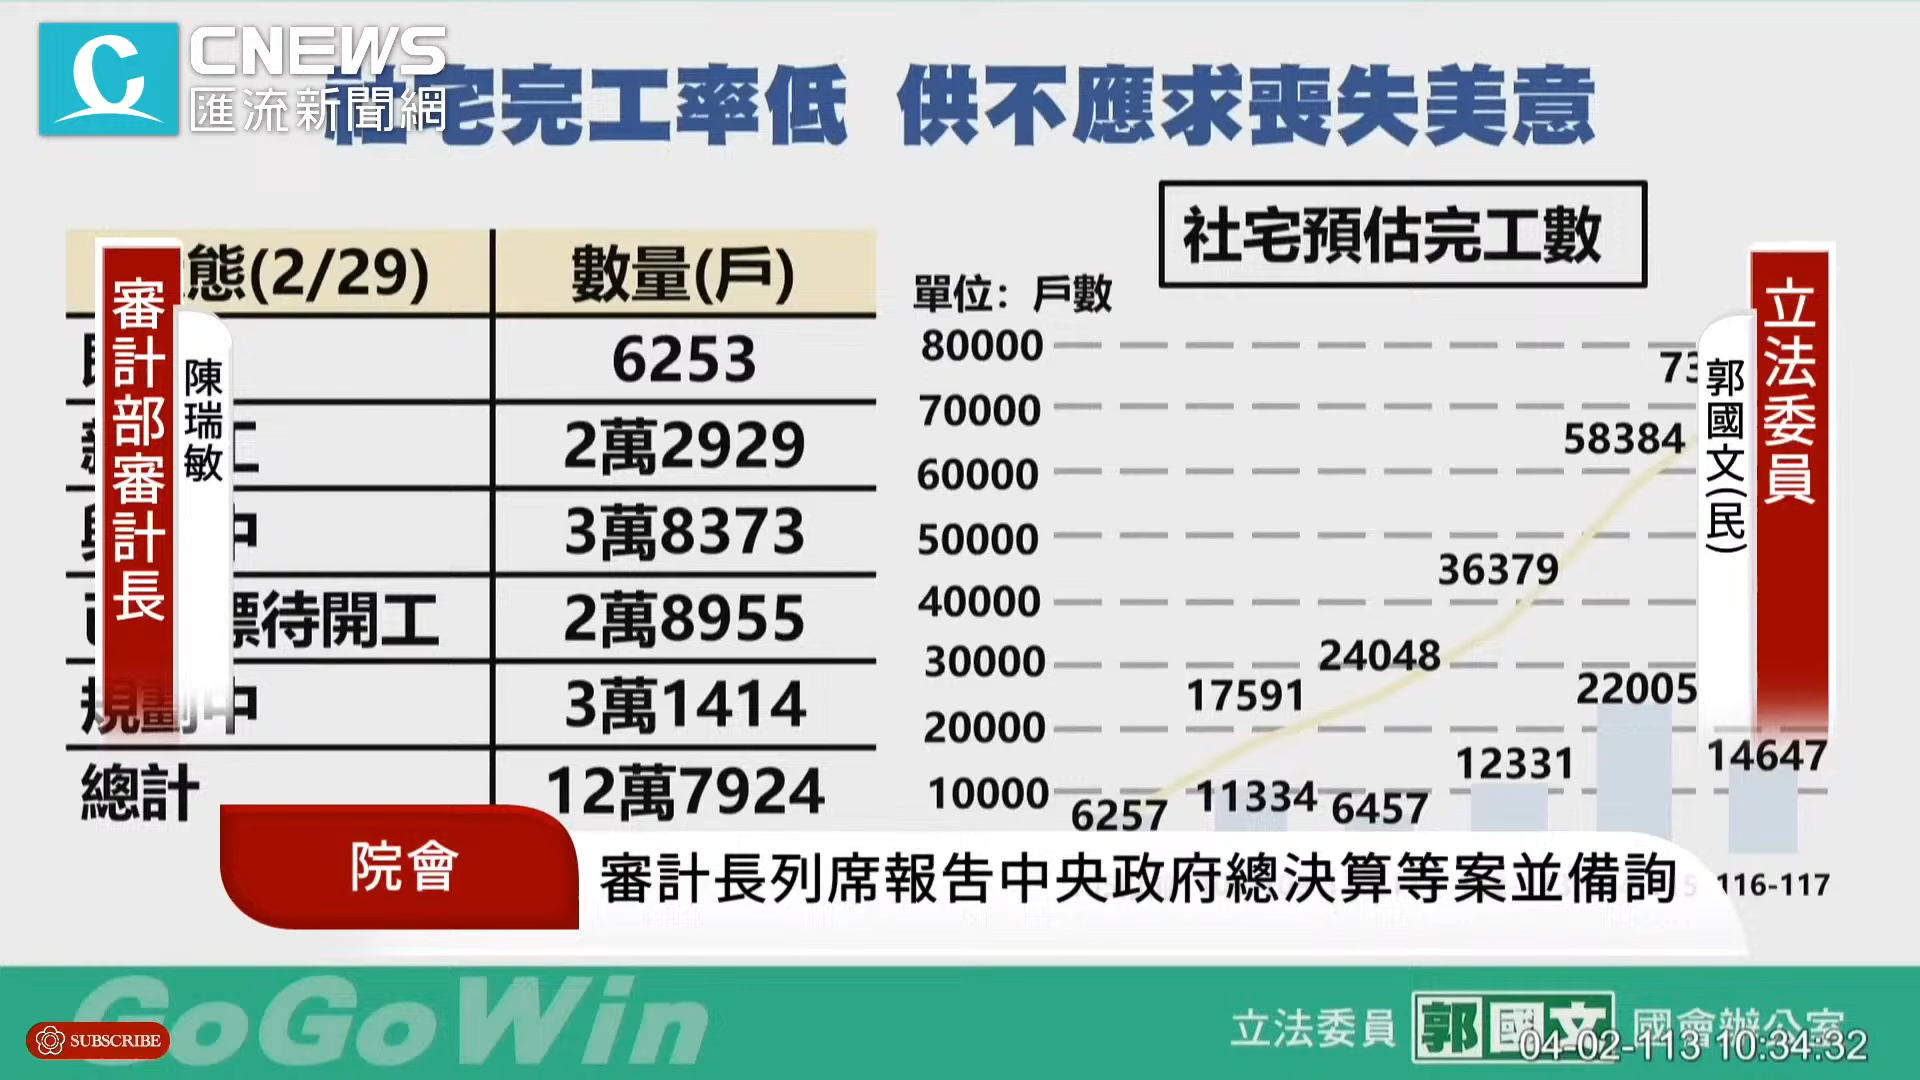 CNEWS
匯流新聞網
宅完工率低 供不應求喪失美意
態(2/29) 數量(戶)
6253
工 2萬2929
中 3萬8373
標待開工 2萬8955
規劃中 3萬1414
總計 12萬7924
審計部審計長
陳瑞敏
社宅預估完工數
單位：戶數
80000
70000
60000
50000
40000
30000
20000
10000
73
58384
36379
24048
17591
22005
12331
14647
6257
11334
6457
116-117
立法委員
郭國文(民)
院會
審計長列席報告中央政府總決算等案並備詢
GoGoWin
SUBSCRIBE
立法委員 郭國文 國會辦公室
04-02-113 10:34:32